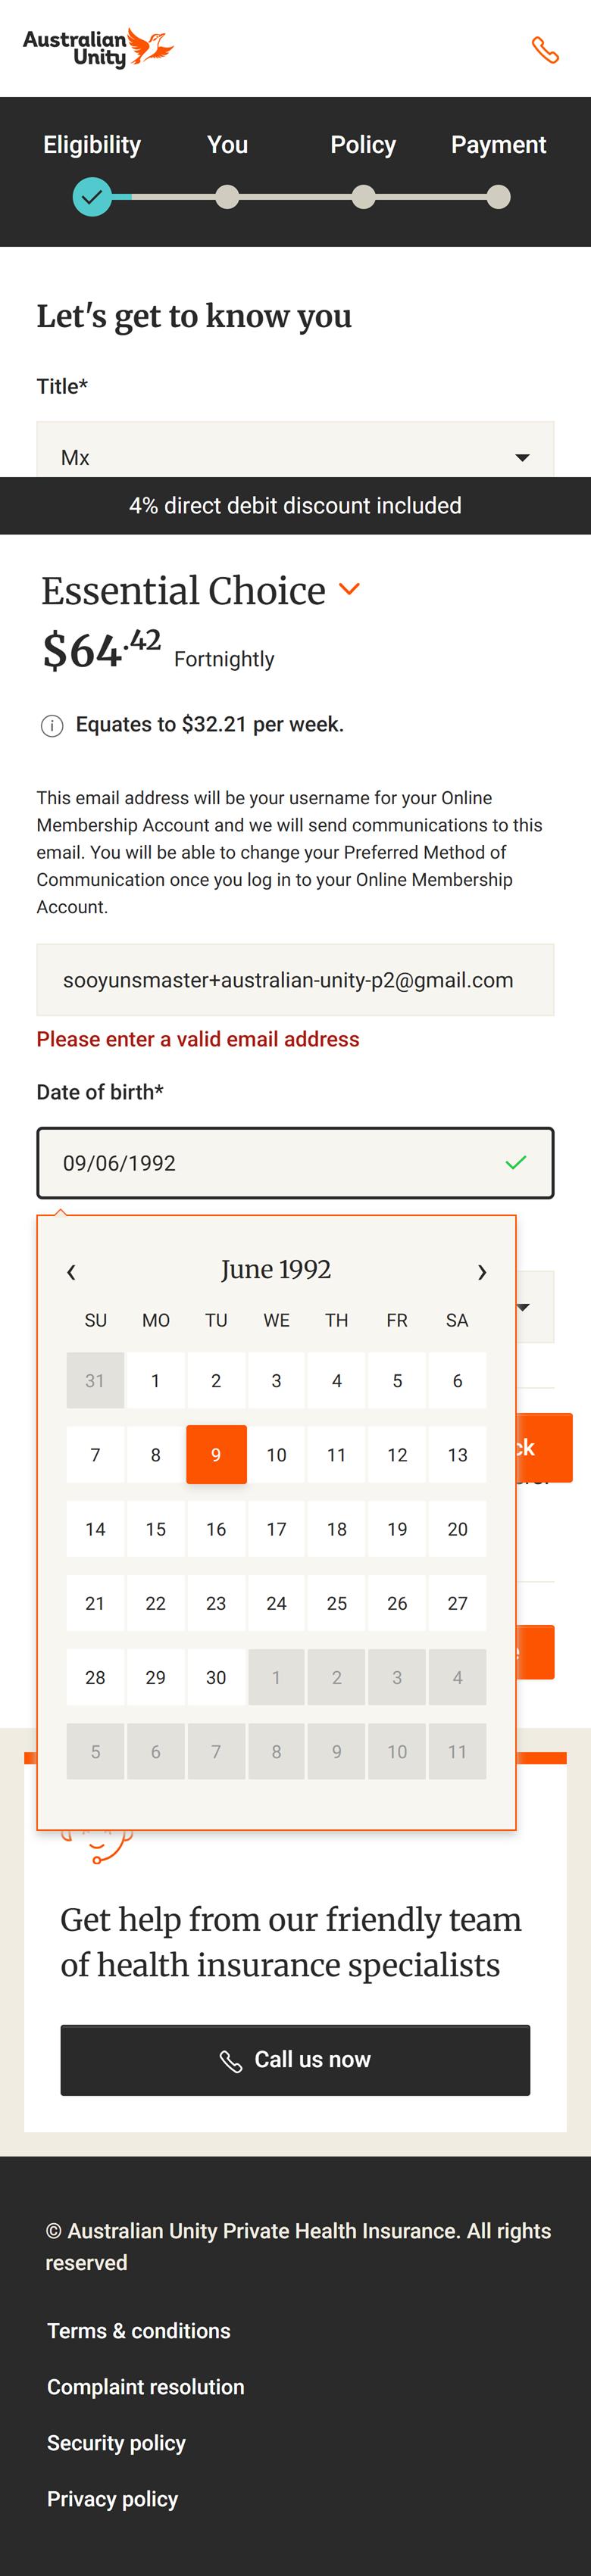 Australian
Unity
Eligibility You Policy Payment
Let's get to know you
Title*
Mx
4% direct debit discount included
Essential Choice
$64.42 Fortnightly
Equates to $32.21 per week.
This email address will be your username for your Online
Membership Account and we will send communications to this
email. You will be able to change your Preferred Method of
Communication once you log in to your Online Membership
Account.
sooyunsmaster+australian-unity-p2@gmail.com
Please enter a valid email address
Date of birth*
09/06/1992
‹ June 1992 ›
SU MO TU WE TH FR SA
31 1 2 3 4 5 6
7 8 9 10 11 12 13
14 15 16 17 18 19 20
21 22 23 24 25 26 27
28 29 30 1 2 3 4
5 6 7 8 9 10 11
ck
Get help from our friendly team
of health insurance specialists
Call us now
© Australian Unity Private Health Insurance. All rights
reserved
Terms & conditions
Complaint resolution
Security policy
Privacy policy